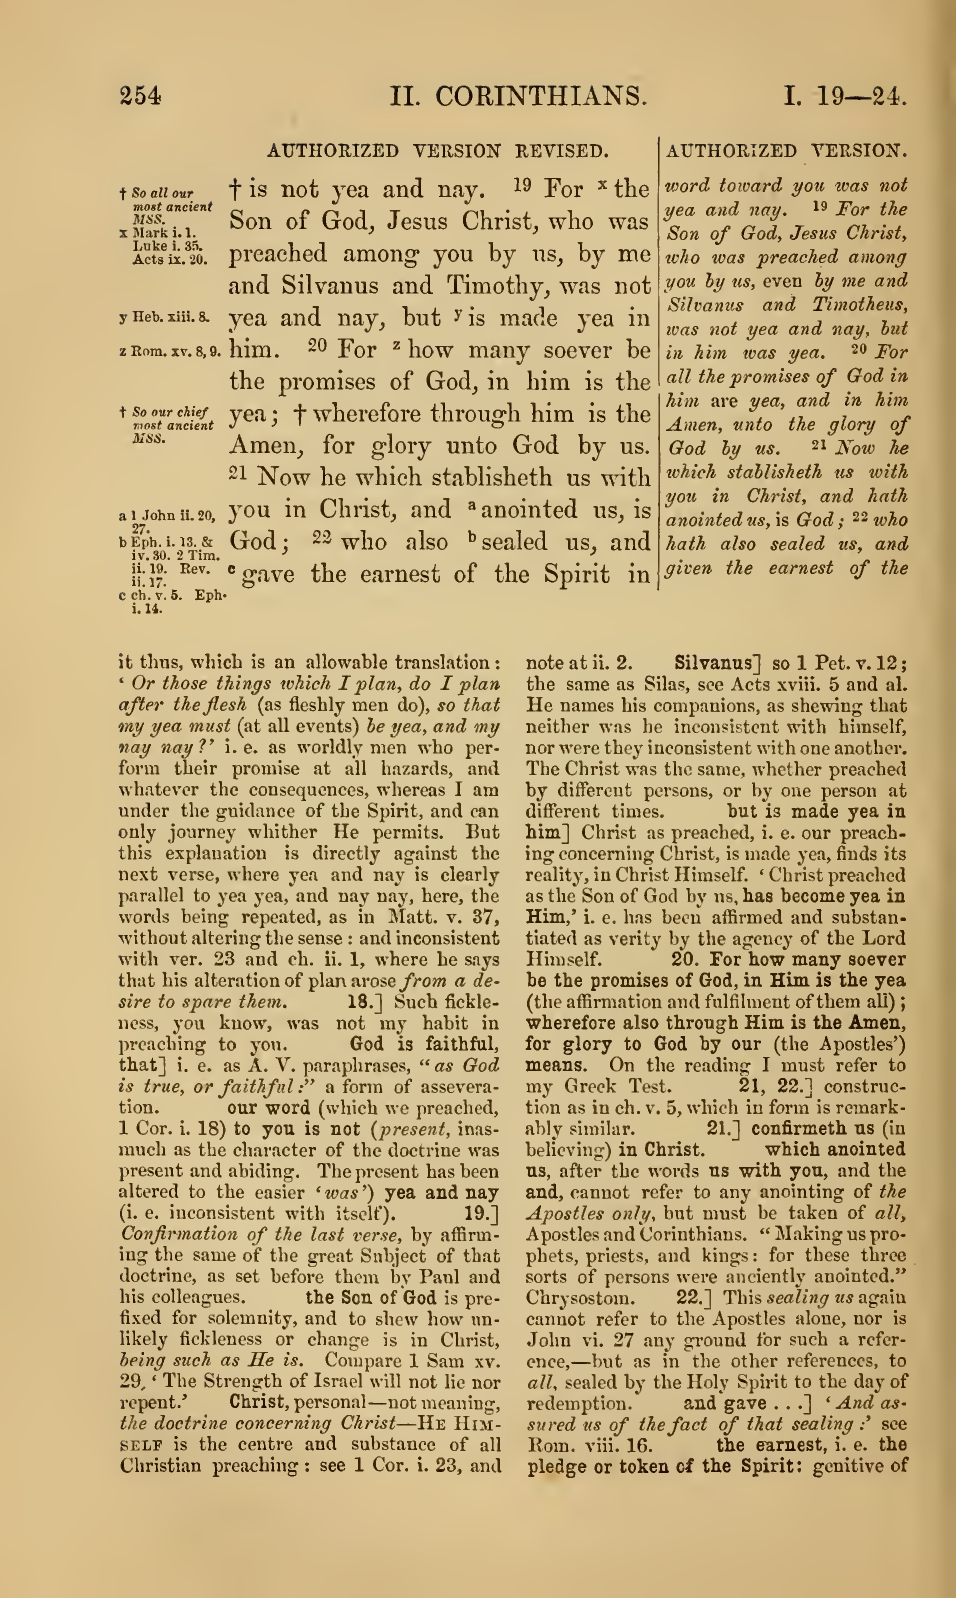 254 II. CORINTHIANS. I. 19—24.
AUTHORIZED VERSION REVISED.
† So all our
most ancient
MSS.
x Mark i. 1.
Luke i. 35.
Acts ix. 20.
y Heb. xiii. 8.
z Rom. xv. 8, 9.
† So our chief
most ancient
MSS.
a 1 John ii. 20,
27.
b Eph. i. 13. &
iv. 30. 2 Tim.
ii. 19. Rev.
ii. 17.
c ch. v. 5. Eph.
i. 14.
† is not yea and nay. 19 For x the
Son of God, Jesus Christ, who was
preached among you by us, by me
and Silvanus and Timothy, was not
yea and nay, but y is made yea in
him. 20 For z how many soever be
the promises of God, in him is the
yea; † wherefore through him is the
Amen, for glory unto God by us.
21 Now he which stablisheth us with
you in Christ, and a anointed us, is
God; 22 who also b sealed us, and
c gave the earnest of the Spirit in
AUTHORIZED VERSION.
word toward you was not
yea and nay. 19 For the
Son of God, Jesus Christ,
who was preached among
you by us, even by me and
Silvanus and Timotheus,
was not yea and nay, but
in him was yea. 20 For
all the promises of God in
him are yea, and in him
Amen, unto the glory of
God by us. 21 Now he
which stablisheth us with
you in Christ, and hath
anointed us, is God; 22 who
hath also sealed us, and
given the earnest of the
it thus, which is an allowable translation:
‘ Or those things which I plan, do I plan
after the flesh (as fleshly men do), so that
my yea must (at all events) be yea, and my
nay nay?’ i. e. as worldly men who per-
form their promise at all hazards, and
whatever the consequences, whereas I am
under the guidance of the Spirit, and can
only journey whither He permits. But
this explanation is directly against the
next verse, where yea and nay is clearly
parallel to yea yea, and nay nay, here, the
words being repeated, as in Matt. v. 37,
without altering the sense: and inconsistent
with ver. 23 and ch. ii. 1, where he says
that his alteration of plan arose from a de-
sire to spare them. 18.] Such fickle-
ness, you know, was not my habit in
preaching to you. God is faithful,
that] i. e. as A. V. paraphrases, “as God
is true, or faithful:” a form of assevera-
tion. our word (which we preached,
1 Cor. i. 18) to you is not (present, inas-
much as the character of the doctrine was
present and abiding. The present has been
altered to the easier ‘was’) yea and nay
(i. e. inconsistent with itself). 19.]
Confirmation of the last verse, by affirm-
ing the same of the great Subject of that
doctrine, as set before them by Paul and
his colleagues. the Son of God is pre-
fixed for solemnity, and to shew how un-
likely fickleness or change is in Christ,
being such as He is. Compare 1 Sam xv.
29, ‘ The Strength of Israel will not lie nor
repent.’ Christ, personal—not meaning,
the doctrine concerning Christ—HE HIM-
SELF is the centre and substance of all
Christian preaching: see 1 Cor. i. 23, and
note at ii. 2. Silvanus] so 1 Pet. v. 12;
the same as Silas, see Acts xviii. 5 and al.
He names his companions, as shewing that
neither was he inconsistent with himself,
nor were they inconsistent with one another.
The Christ was the same, whether preached
by different persons, or by one person at
different times. but is made yea in
him] Christ as preached, i. e. our preach-
ing concerning Christ, is made yea, finds its
reality, in Christ Himself. ‘ Christ preached
as the Son of God by us, has become yea in
Him,’ i. e. has been affirmed and substan-
tiated as verity by the agency of the Lord
Himself. 20. For how many soever
be the promises of God, in Him is the yea
(the affirmation and fulfilment of them all);
wherefore also through Him is the Amen,
for glory to God by our (the Apostles’)
means. On the reading I must refer to
my Greek Test. 21, 22.] construc-
tion as in ch. v. 5, which in form is remark-
ably similar. 21.] confirmeth us (in
believing) in Christ. which anointed
us, after the words us with you, and the
and, cannot refer to any anointing of the
Apostles only, but must be taken of all,
Apostles and Corinthians. “ Making us pro-
phets, priests, and kings: for these three
sorts of persons were anciently anointed.”
Chrysostom. 22.] This sealing us again
cannot refer to the Apostles alone, nor is
John vi. 27 any ground for such a refer-
ence,—but as in the other references, to
all, sealed by the Holy Spirit to the day of
redemption. and gave . . .] ‘ And as-
sured us of the fact of that sealing:’ see
Rom. viii. 16. the earnest, i. e. the
pledge or token of the Spirit: genitive of